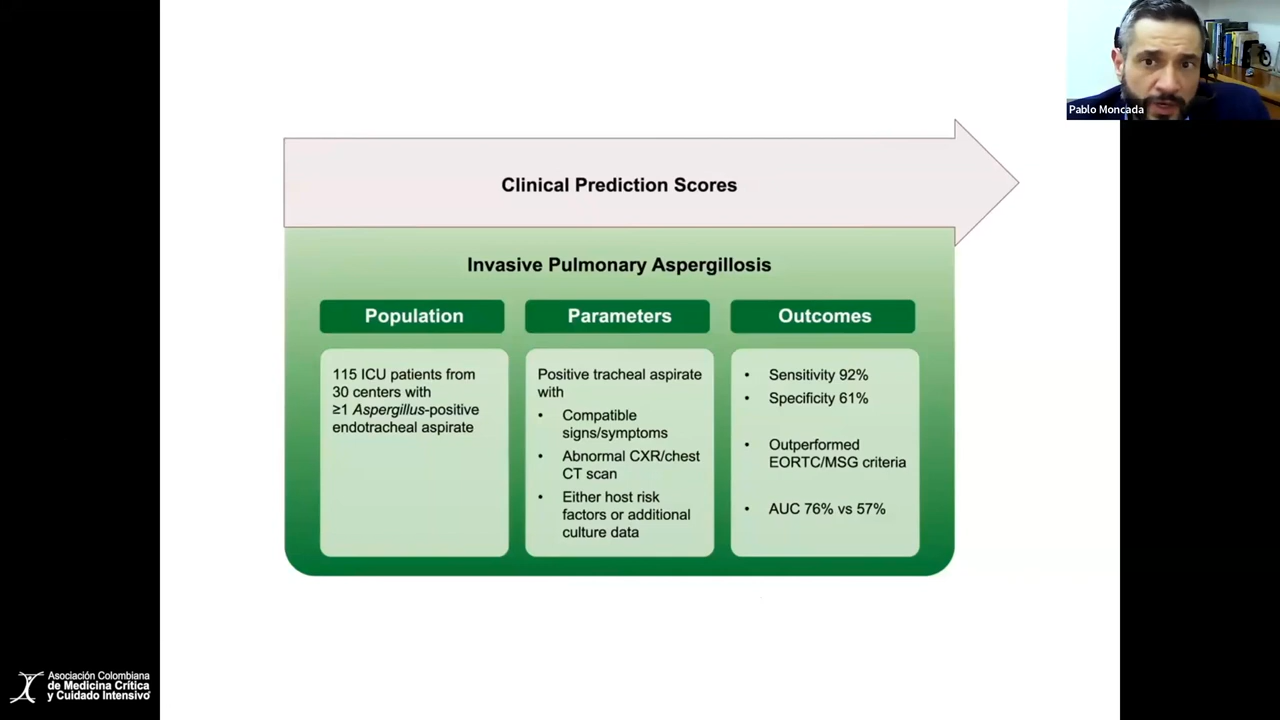 Pablo Moncada
Clinical Prediction Scores
Invasive Pulmonary Aspergillosis
Population
115 ICU patients from
30 centers with
≥1 Aspergillus-positive
endotracheal aspirate
Parameters
Positive tracheal aspirate
with
• Compatible
signs/symptoms
• Abnormal CXR/chest
CT scan
• Either host risk
factors or additional
culture data
Outcomes
• Sensitivity 92%
• Specificity 61%
• Outperformed
EORTC/MSG criteria
• AUC 76% vs 57%
Asociación Colombiana
de Medicina Crítica
y Cuidado Intensivo